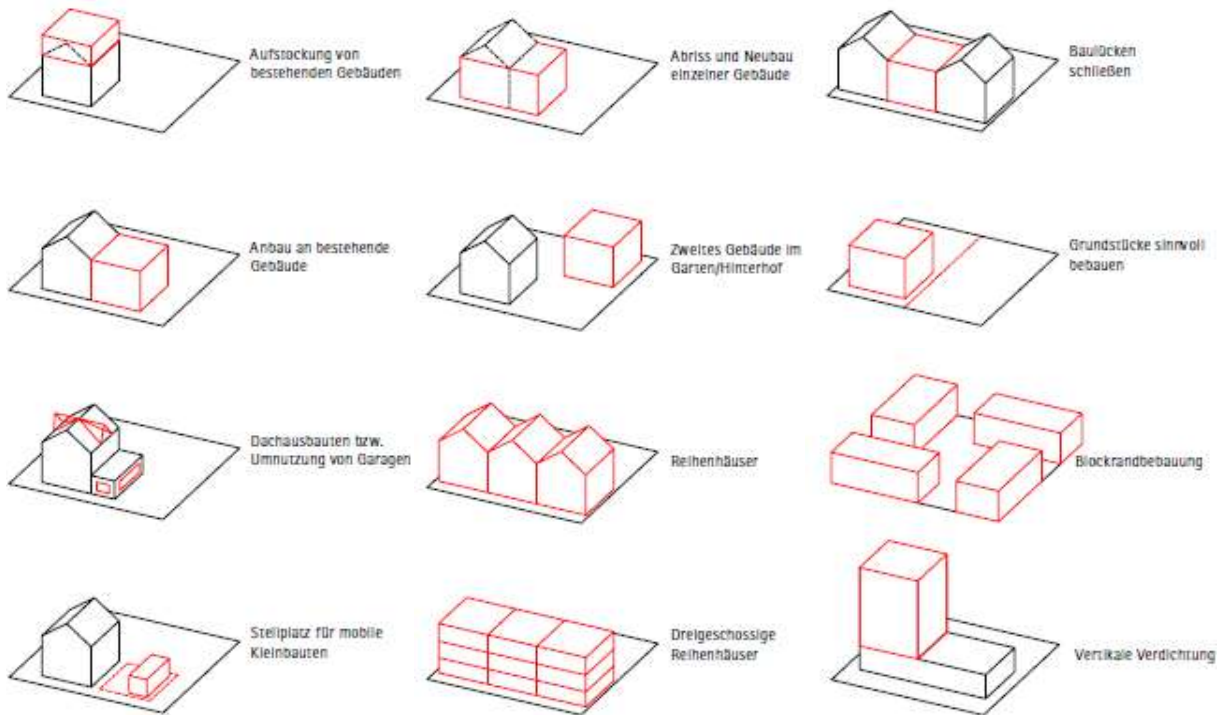 Aufstockung von
bestehenden Gebäuden
Abriss und Neubau
einzelner Gebäude
Baulücken
schließen
Anbau an bestehende
Gebäude
Zweites Gebäude im
Garten/Hinterhof
Grundstücke sinnvoll
bebauen
Dachausbauten bzw.
Umnutzung von Garagen
Reihenhäuser
Blockrandbebauung
Stellplatz für mobile
Kleinbauten
Dreigeschossige
Reihenhäuser
Vertikale Verdichtung